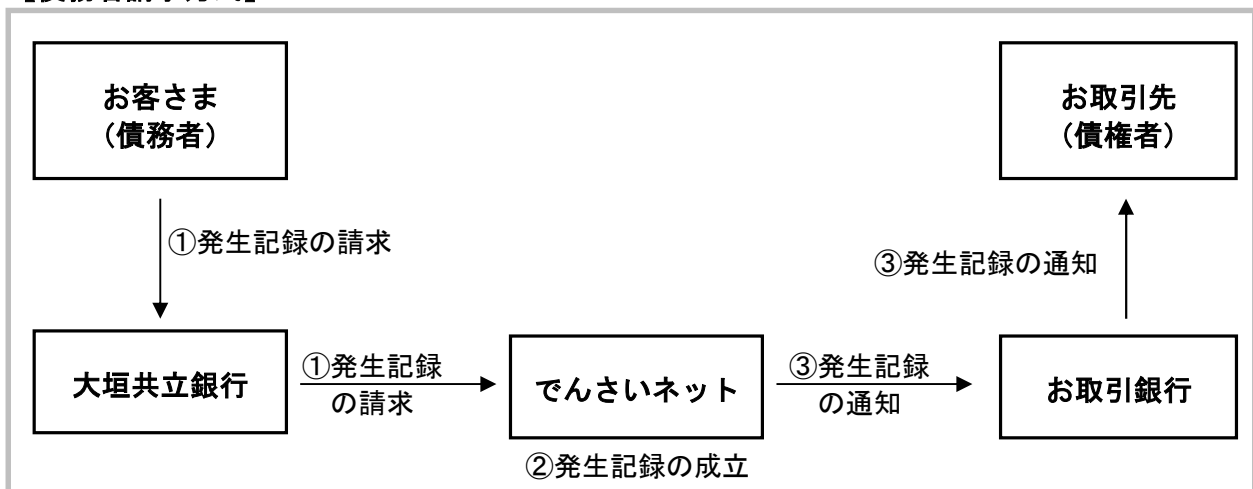 お客さま
（債務者）
お取引先
（債権者）
①発生記録の請求
③発生記録の通知
大垣共立銀行
①発生記録
の請求
でんさいネット
③発生記録
の通知
お取引銀行
②発生記録の成立